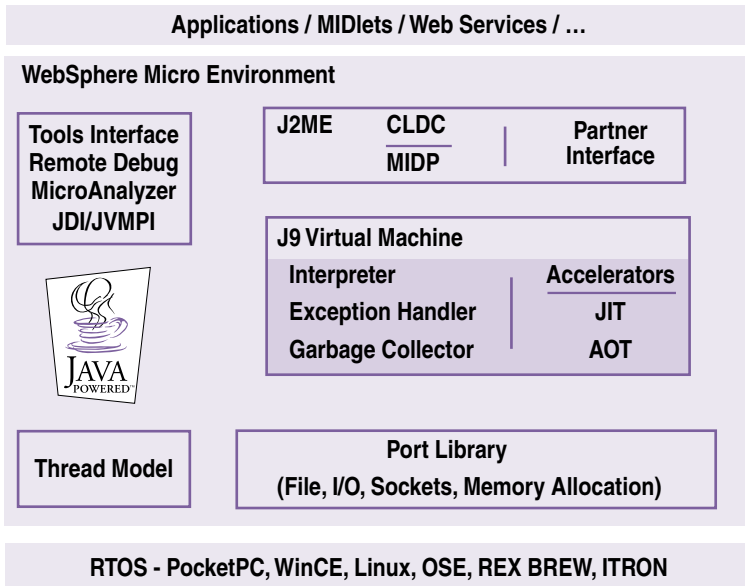 Applications / MIDlets / Web Services / …
WebSphere Micro Environment
Tools Interface
Remote Debug
MicroAnalyzer
JDI/JVMPI
J2ME
CLDC
MIDP
Partner
Interface
J9 Virtual Machine
Interpreter
Exception Handler
Garbage Collector
Accelerators
JIT
AOT
JAVA
POWERED™
Thread Model
Port Library
(File, I/O, Sockets, Memory Allocation)
RTOS - PocketPC, WinCE, Linux, OSE, REX BREW, ITRON